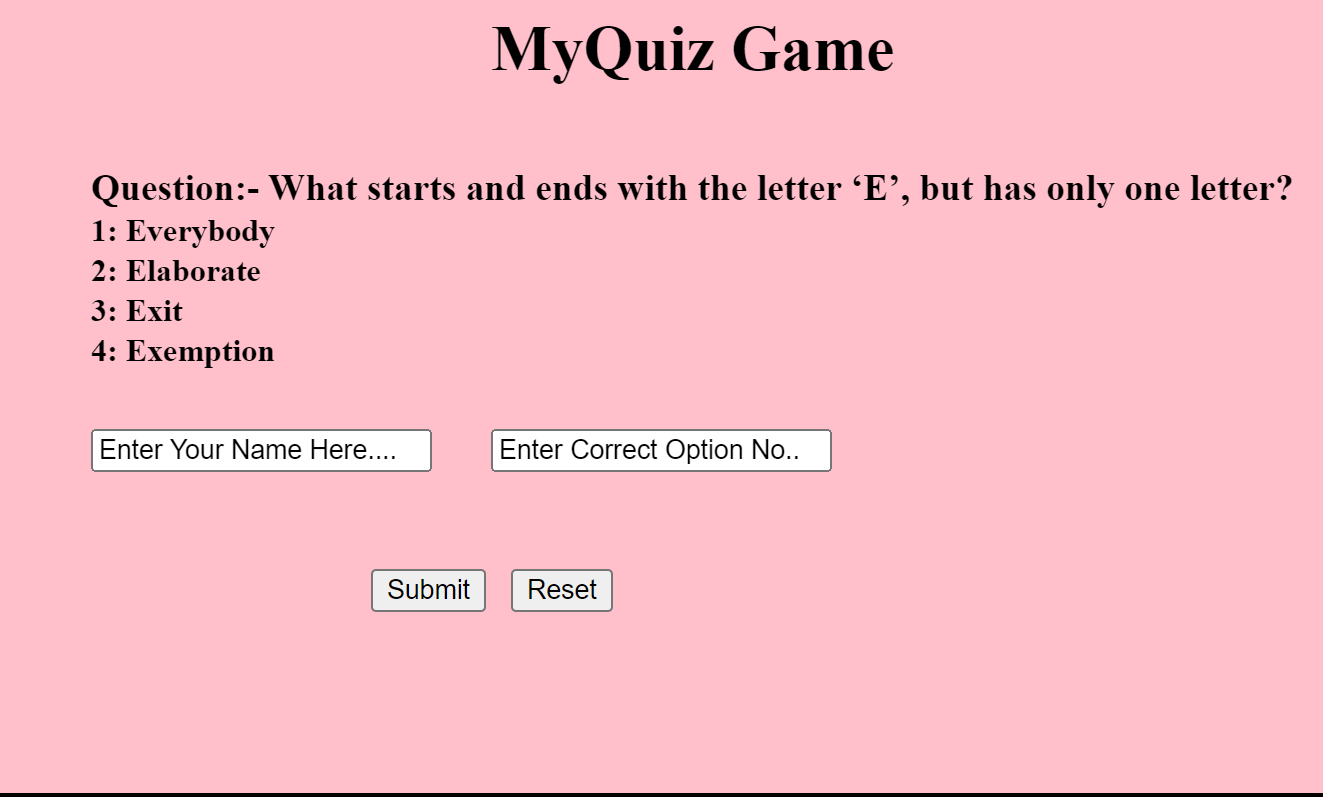 MyQuiz Game
Question:- What starts and ends with the letter ‘E’, but has only one letter?
1: Everybody
2: Elaborate
3: Exit
4: Exemption
Enter Your Name Here.... Enter Correct Option No..
Submit Reset